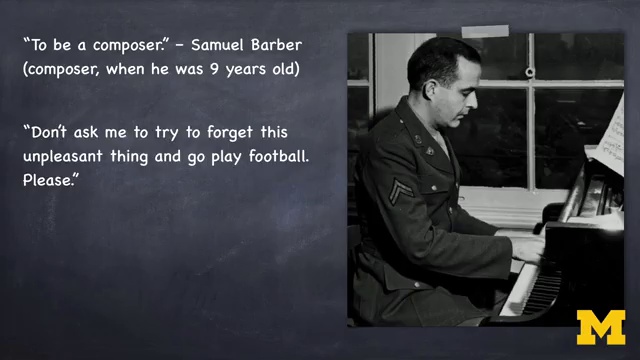 “To be a composer.” – Samuel Barber
(composer, when he was 9 years old)
“Don’t ask me to try to forget this
unpleasant thing and go play football.
Please.”
M